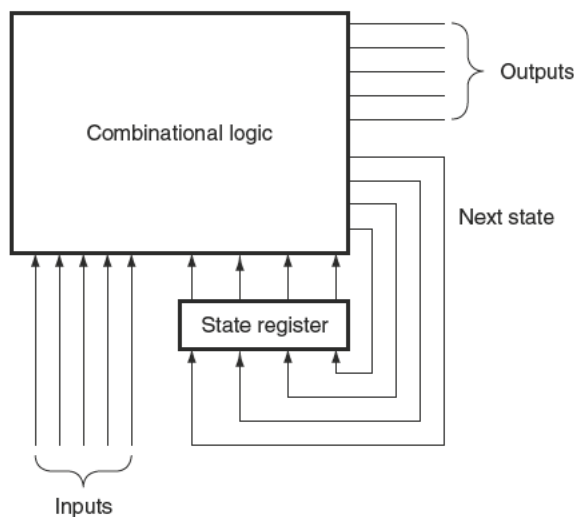 Outputs
Combinational logic
Next state
State register
Inputs